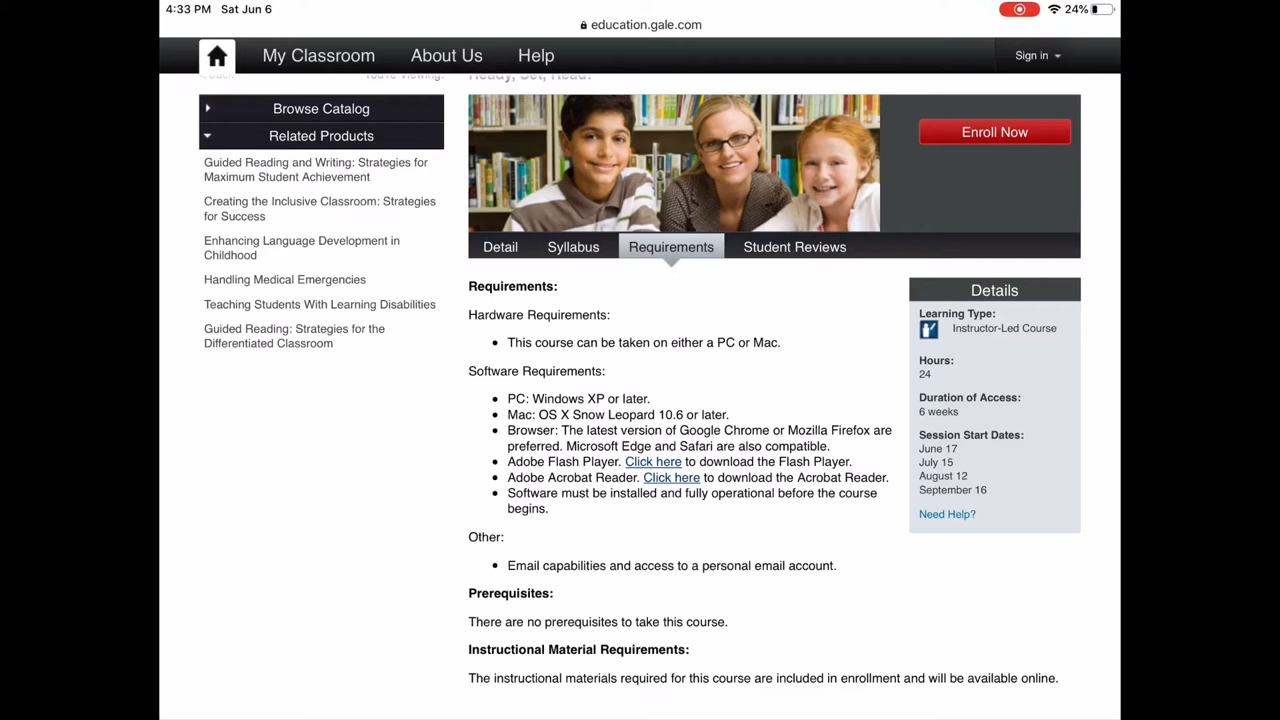 4:33 PM Sat Jun 6
24%
education.gale.com
My Classroom About Us Help
Sign in
You're Viewing:
Ready, Set, Read!
Browse Catalog
Related Products
Guided Reading and Writing: Strategies for
Maximum Student Achievement
Creating the Inclusive Classroom: Strategies
for Success
Enhancing Language Development in
Childhood
Handling Medical Emergencies
Teaching Students With Learning Disabilities
Guided Reading: Strategies for the
Differentiated Classroom
Enroll Now
Detail Syllabus Requirements Student Reviews
Requirements:
Hardware Requirements:
• This course can be taken on either a PC or Mac.
Software Requirements:
• PC: Windows XP or later.
• Mac: OS X Snow Leopard 10.6 or later.
• Browser: The latest version of Google Chrome or Mozilla Firefox are
preferred. Microsoft Edge and Safari are also compatible.
• Adobe Flash Player. Click here to download the Flash Player.
• Adobe Acrobat Reader. Click here to download the Acrobat Reader.
• Software must be installed and fully operational before the course
begins.
Other:
• Email capabilities and access to a personal email account.
Prerequisites:
There are no prerequisites to take this course.
Instructional Material Requirements:
The instructional materials required for this course are included in enrollment and will be available online.
Details
Learning Type:
Instructor-Led Course
Hours:
24
Duration of Access:
6 weeks
Session Start Dates:
June 17
July 15
August 12
September 16
Need Help?